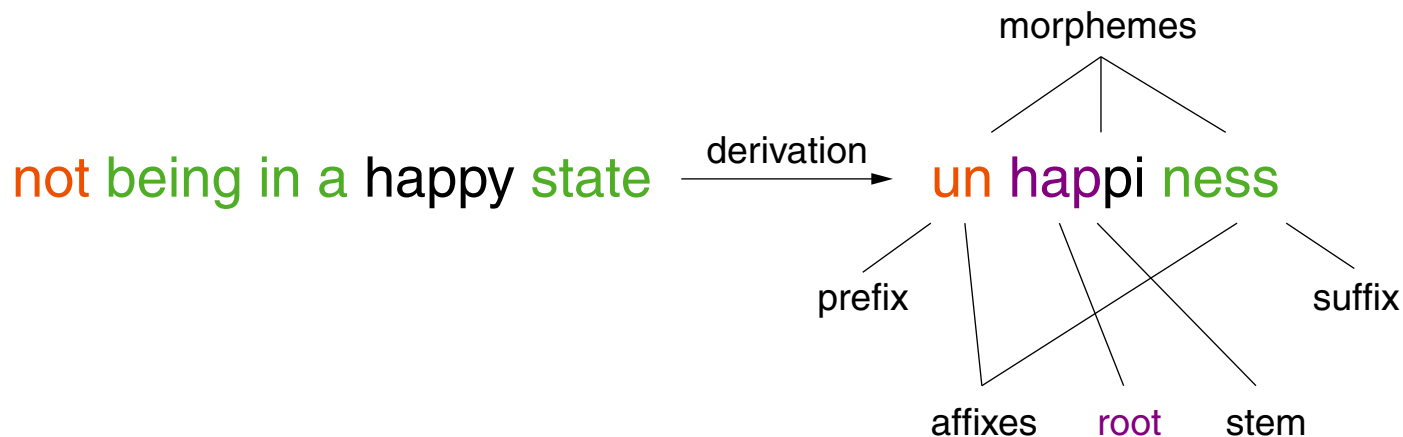 morphemes
derivation
not being in a happy state
un happi ness
prefix
suffix
affixes root stem